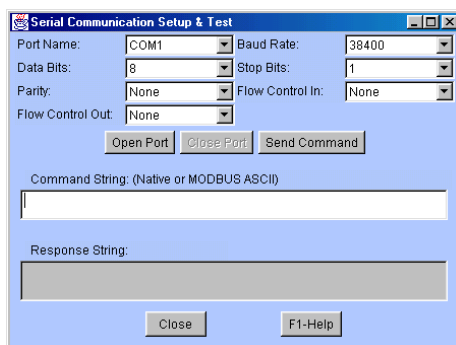 Serial Communication Setup & Test
Port Name: COM1 Baud Rate: 38400
Data Bits: 8 Stop Bits: 1
Parity: None Flow Control In: None
Flow Control Out: None
Open Port Close Port Send Command
Command String: (Native or MODBUS ASCII)
Response String:
Close F1-Help